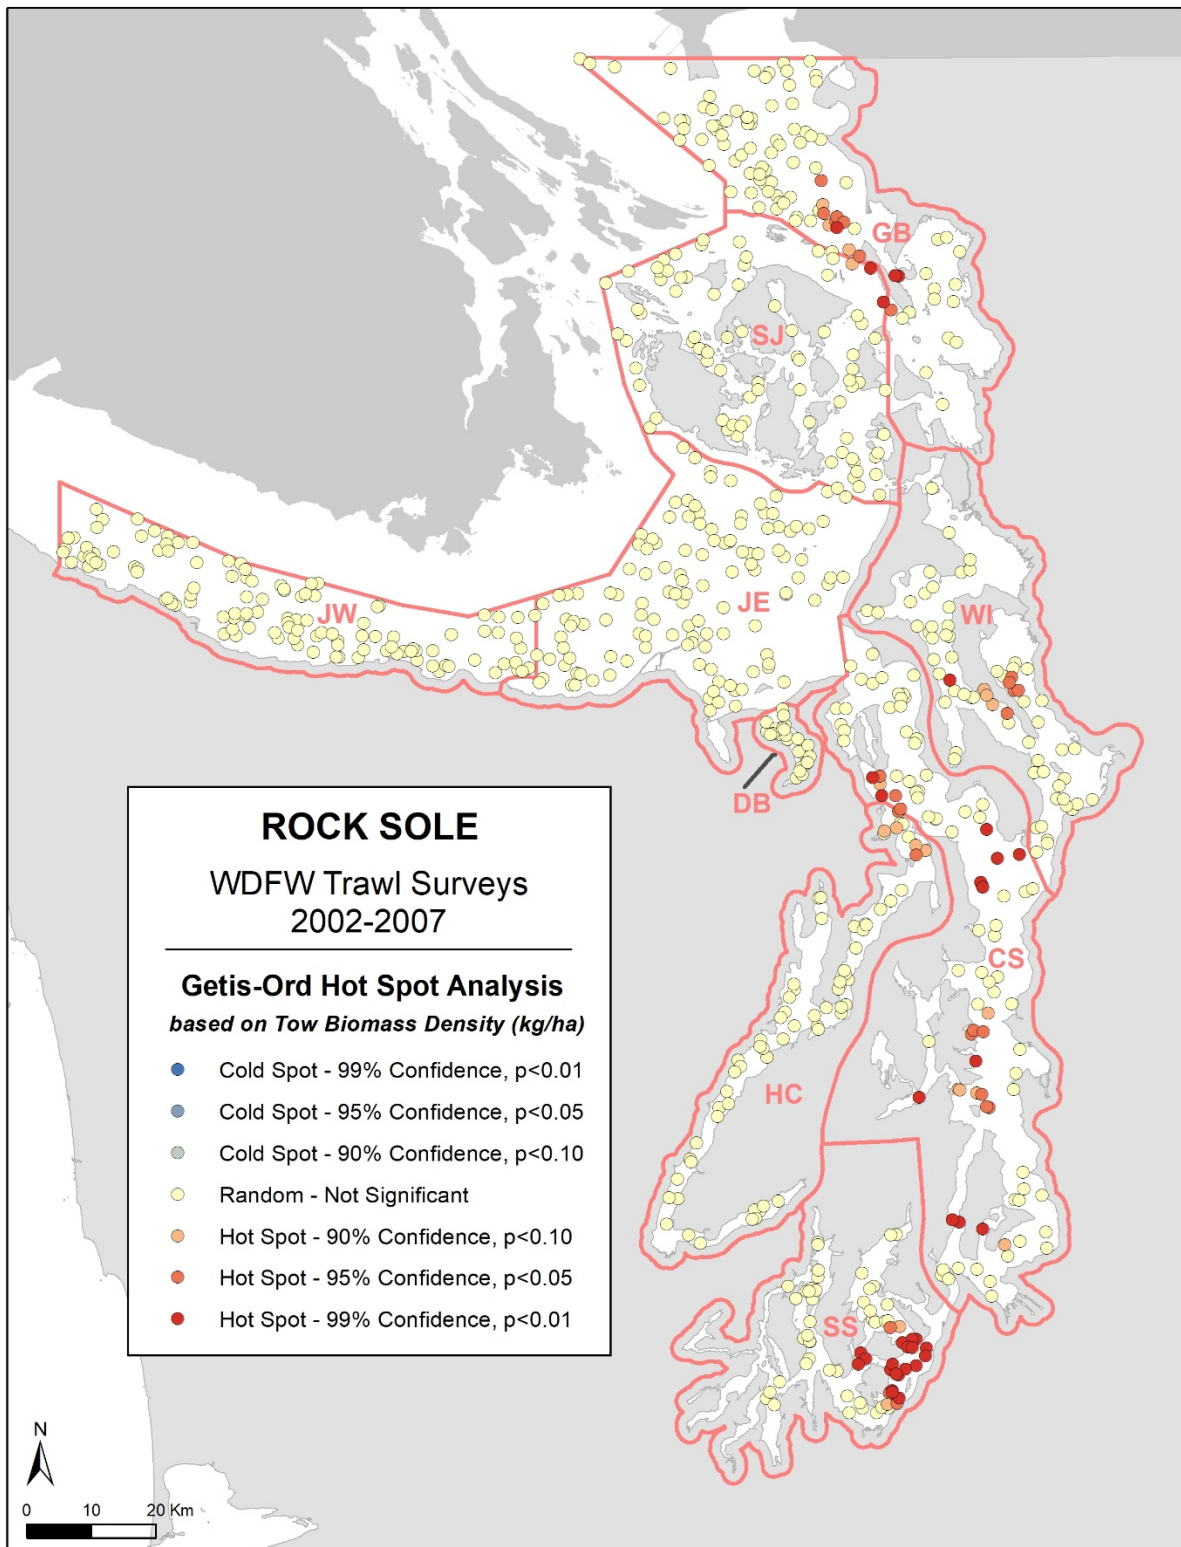 GB
SJ
JW
JE
WI
DB
ROCK SOLE
WDFW Trawl Surveys
2002-2007
Getis-Ord Hot Spot Analysis
based on Tow Biomass Density (kg/ha)
Cold Spot - 99% Confidence, p<0.01
Cold Spot - 95% Confidence, p<0.05
Cold Spot - 90% Confidence, p<0.10
Random - Not Significant
Hot Spot - 90% Confidence, p<0.10
Hot Spot - 95% Confidence, p<0.05
Hot Spot - 99% Confidence, p<0.01
CS
HC
SS
N
0 10 20 Km